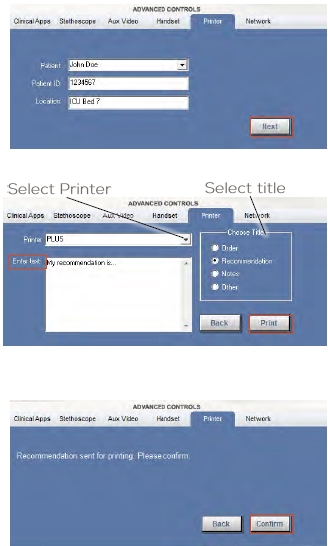 ADVANCED CONTROLS
Clinical Apps Stethoscope Aux Video Handset Printer Network
Patient: John Doe
Patient ID: 1234567
Location: ICU Bed 7
Next
Select Printer Select title
ADVANCED CONTROLS
Clinical Apps Stethoscope Aux Video Handset Printer Network
Printer: PLUS
Choose Title
Enter text: My recommendation is...
Order
Recommendation
Notes
Other
Back Print
ADVANCED CONTROLS
Clinical Apps Stethoscope Aux Video Handset Printer Network
Recommendation sent for printing. Please confirm.
Back Confirm